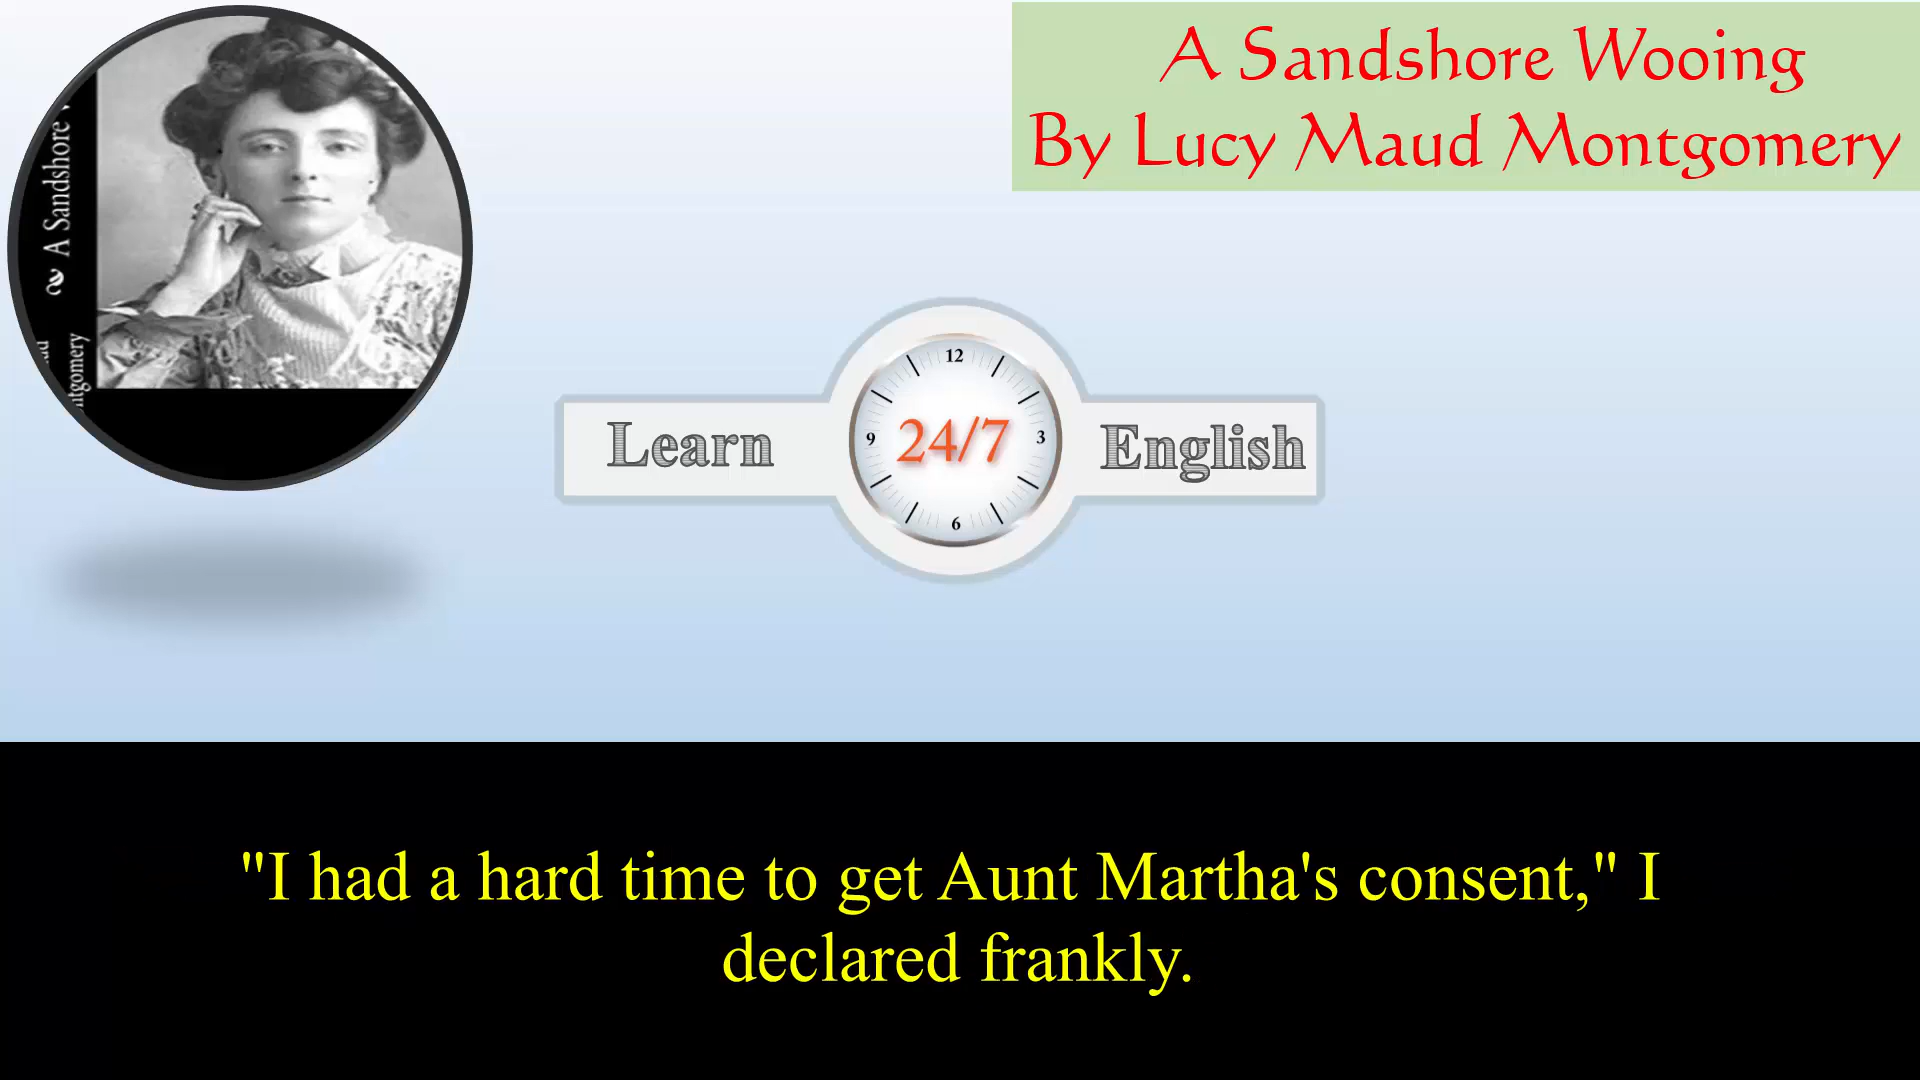 A Sandshore Wooing
By Lucy Maud Montgomery
A Sandshore
ntgomery
Learn
24/7
English
12
3
6
9
"I had a hard time to get Aunt Martha's consent," I
declared frankly.